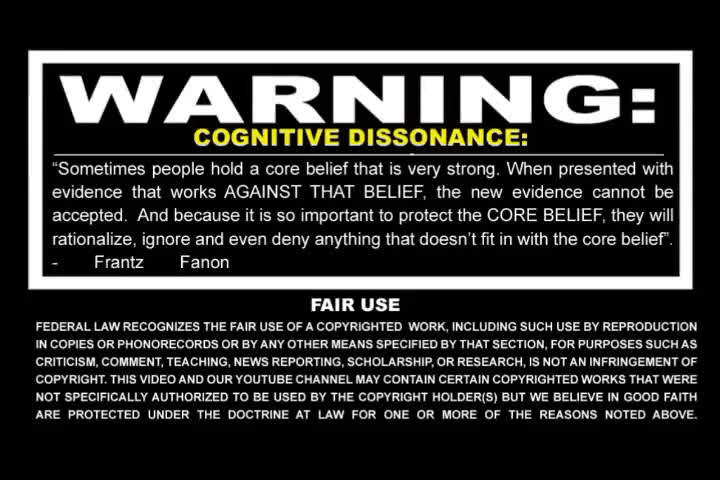 WARNING:
COGNITIVE DISSONANCE:
“Sometimes people hold a core belief that is very strong. When presented with
evidence that works AGAINST THAT BELIEF, the new evidence cannot be
accepted. And because it is so important to protect the CORE BELIEF, they will
rationalize, ignore and even deny anything that doesn’t fit in with the core belief”.
- Frantz Fanon
FAIR USE
FEDERAL LAW RECOGNIZES THE FAIR USE OF A COPYRIGHTED WORK, INCLUDING SUCH USE BY REPRODUCTION
IN COPIES OR PHONORECORDS OR BY ANY OTHER MEANS SPECIFIED BY THAT SECTION, FOR PURPOSES SUCH AS
CRITICISM, COMMENT, TEACHING, NEWS REPORTING, SCHOLARSHIP, OR RESEARCH, IS NOT AN INFRINGEMENT OF
COPYRIGHT. THIS VIDEO AND OUR YOUTUBE CHANNEL MAY CONTAIN CERTAIN COPYRIGHTED WORKS THAT WERE
NOT SPECIFICALLY AUTHORIZED TO BE USED BY THE COPYRIGHT HOLDER(S) BUT WE BELIEVE IN GOOD FAITH
ARE PROTECTED UNDER THE DOCTRINE AT LAW FOR ONE OR MORE OF THE REASONS NOTED ABOVE.